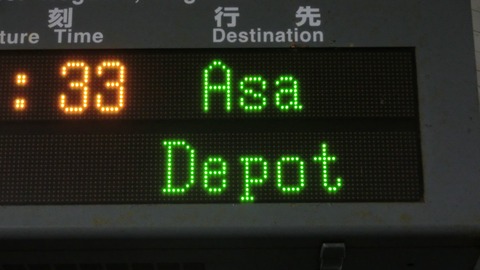 刻 行先
ture Time Destination
:33 Asa
Depot